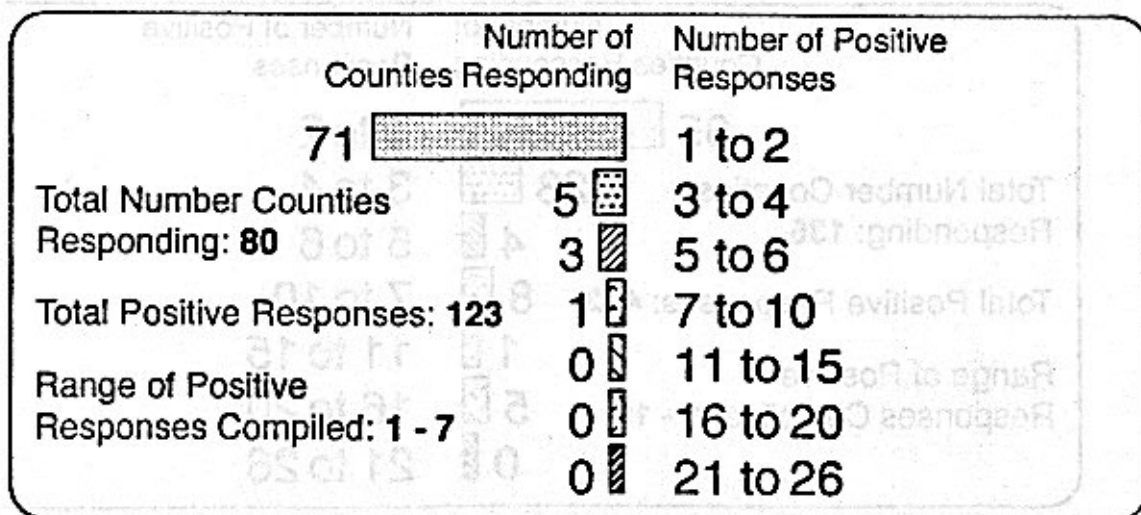 Number of Counties Responding
Number of Positive Responses
71 1 to 2
5 3 to 4
3 5 to 6
1 7 to 10
0 11 to 15
0 16 to 20
0 21 to 26
Total Number Counties
Responding: 80
Total Positive Responses: 123
Range of Positive
Responses Compiled: 1 - 7